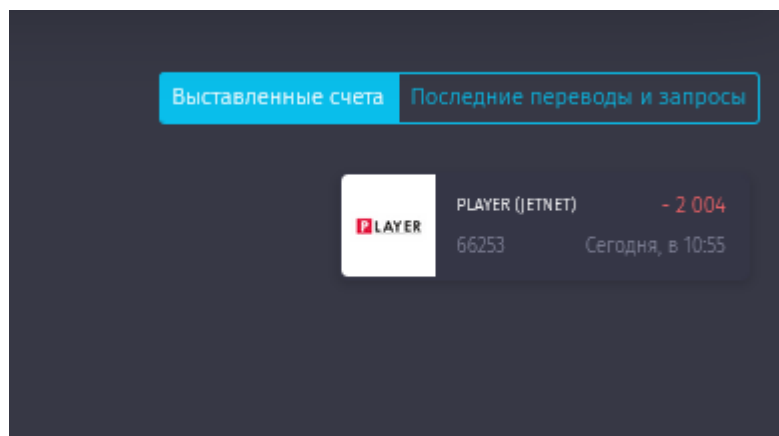 Выставленные счета Последние переводы и запросы
PLAYER PLAYER (JETNET) - 2 004
66253 Сегодня, в 10:55